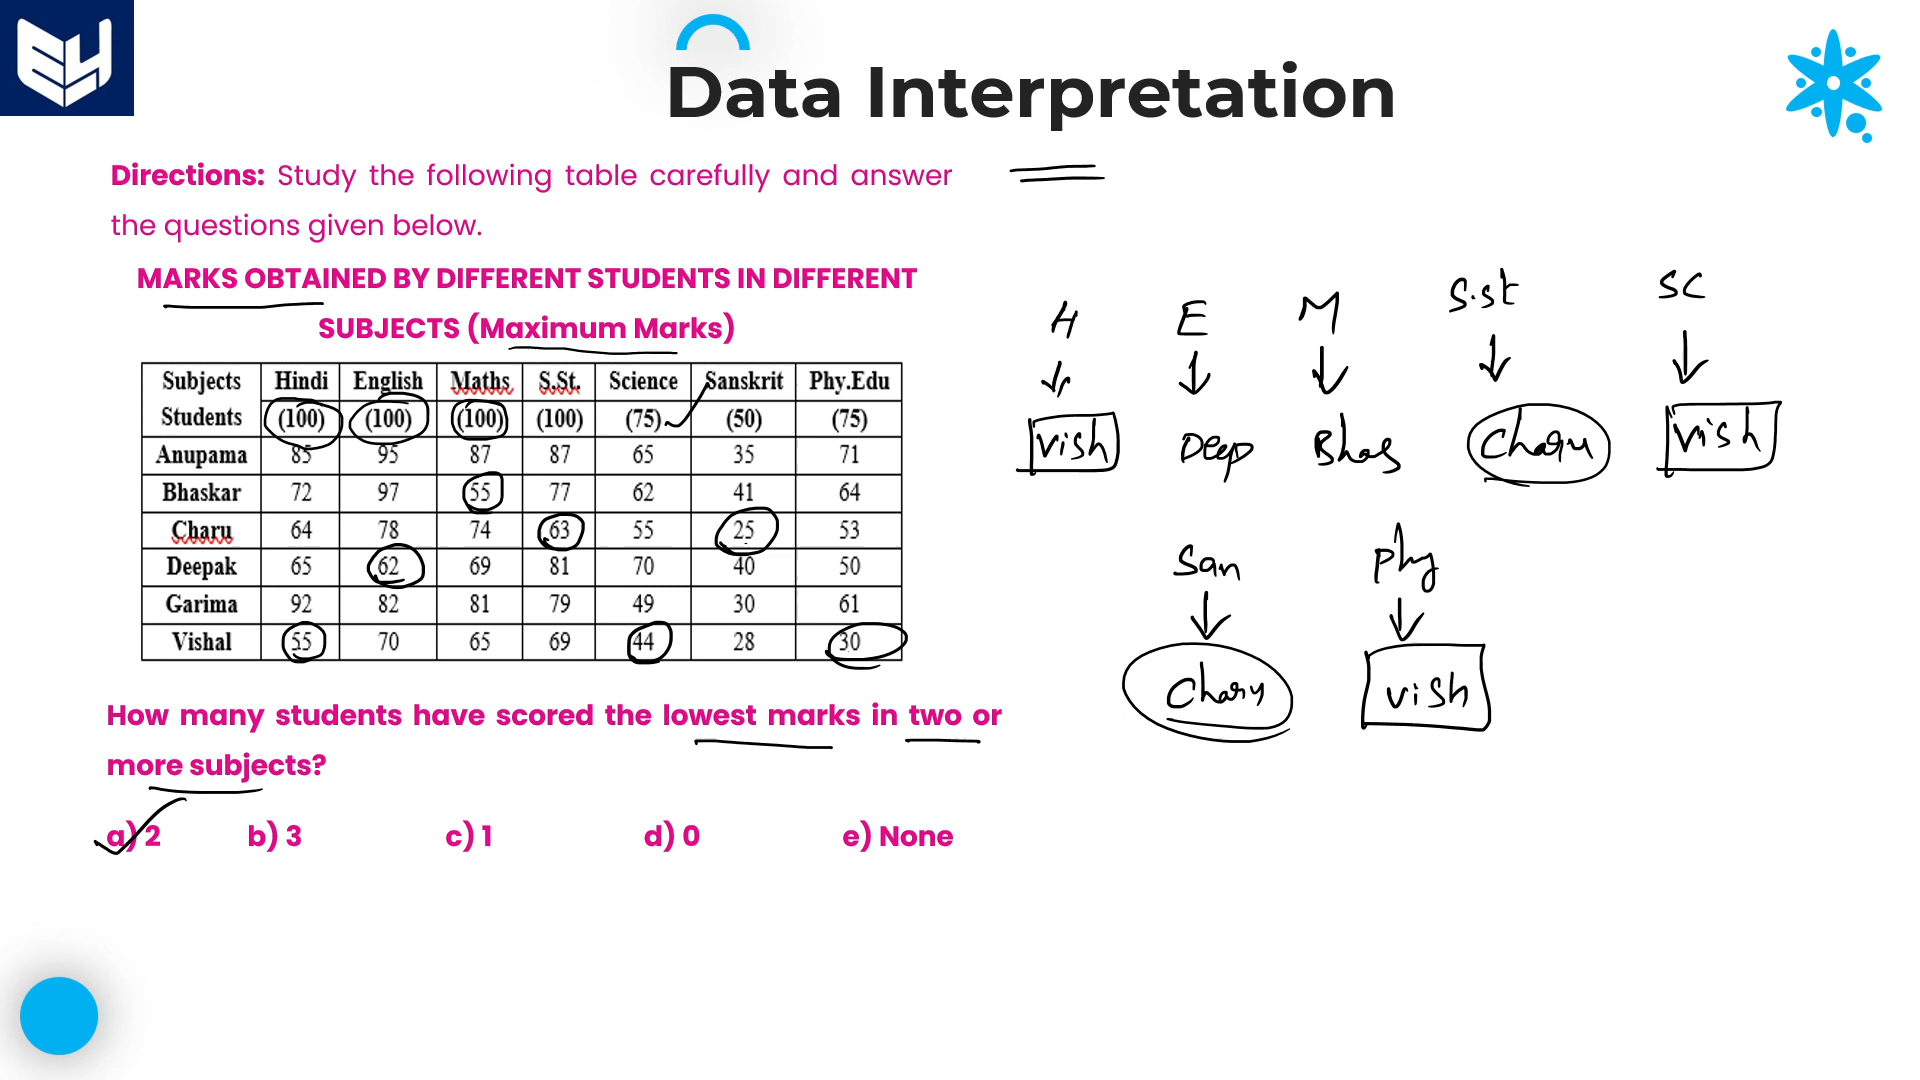 EY
Data Interpretation
Directions: Study the following table carefully and answer
the questions given below.
MARKS OBTAINED BY DIFFERENT STUDENTS IN DIFFERENT
SUBJECTS (Maximum Marks)
Subjects Hindi English Maths S.St. Science Sanskrit Phy.Edu
Students (100) (100) (100) (100) (75) (50) (75)
Anupama 85 95 87 87 65 35 71
Bhaskar 72 97 55 77 62 41 64
Charu 64 78 74 63 55 25 53
Deepak 65 62 69 81 70 40 50
Garima 92 82 81 79 49 30 61
Vishal 55 70 65 69 44 28 30
How many students have scored the lowest marks in two or
more subjects?
a) 2 b) 3 c) 1 d) 0 e) None
H E M S.st SC
Vish Deep Bhas Charu Vish
San Phy
Charu Vish